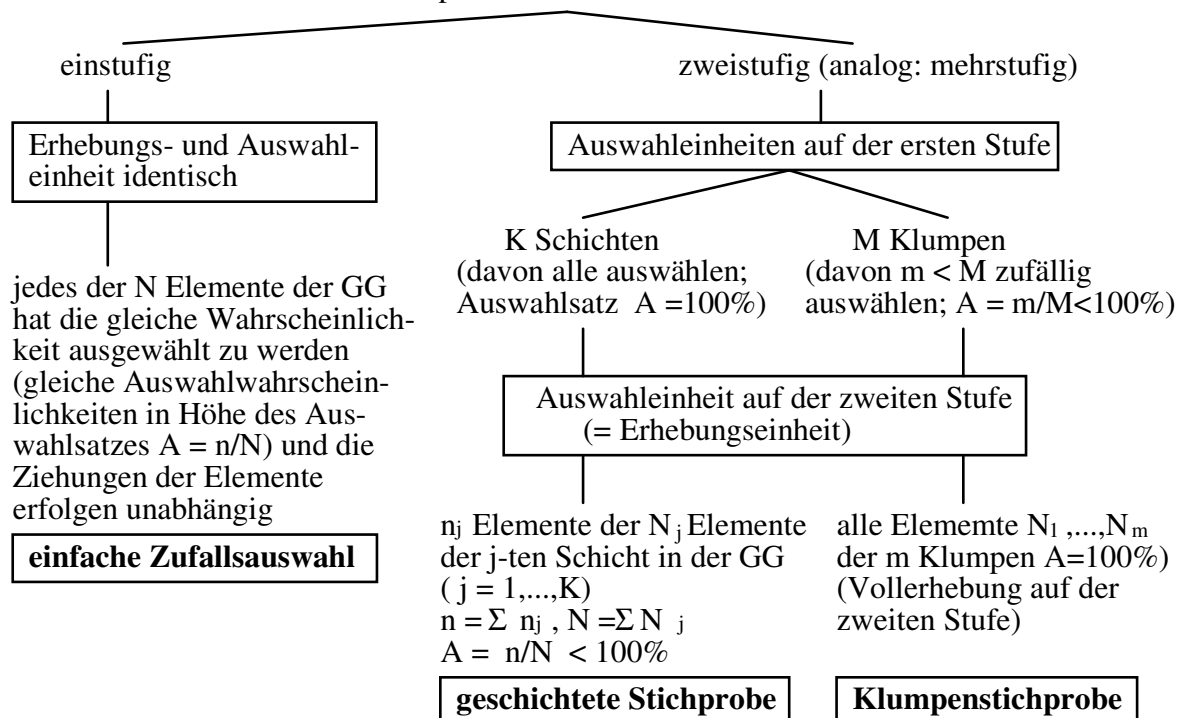 einstufig
zweistufig (analog: mehrstufig)
Erhebungs- und Auswahl-
einheit identisch
jedes der N Elemente der GG
hat die gleiche Wahrscheinlich-
keit ausgewählt zu werden
(gleiche Auswahlwahrschein-
lichkeiten in Höhe des Aus-
wahlsatzes A = n/N) und die
Ziehungen der Elemente
erfolgen unabhängig
einfache Zufallsauswahl
Auswahleinheiten auf der ersten Stufe
K Schichten
(davon alle auswählen;
Auswahlsatz A =100%)
M Klumpen
(davon m < M zufällig
auswählen; A = m/M<100%)
Auswahleinheit auf der zweiten Stufe
(= Erhebungseinheit)
nj Elemente der Nj Elemente
der j-ten Schicht in der GG
( j = 1,...,K)
n = Σ nj , N =Σ N j
A = n/N < 100%
geschichtete Stichprobe
alle Elememte N1 ,...,Nm
der m Klumpen A=100%)
(Vollerhebung auf der
zweiten Stufe)
Klumpenstichprobe